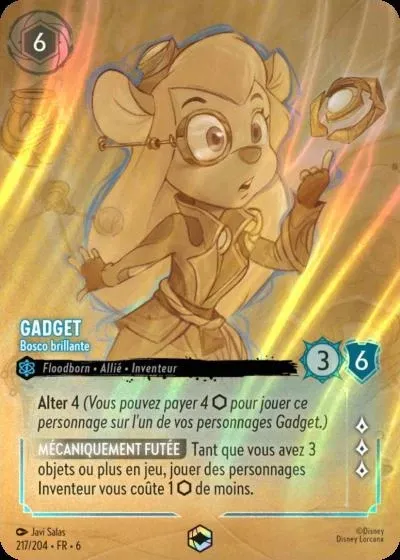 6
GADGET
Bosco brillante
Floodborn • Allié • Inventeur
3 6
Alter 4 (Vous pouvez payer 4 ⬡ pour jouer ce
personnage sur l'un de vos personnages Gadget.)
MÉCANIQUEMENT FUTÉE Tant que vous avez 3
objets ou plus en jeu, jouer des personnages
Inventeur vous coûte 1 ⬡ de moins.
Javi Salas
217/204 • FR • 6
©Disney
Disney Lorcana